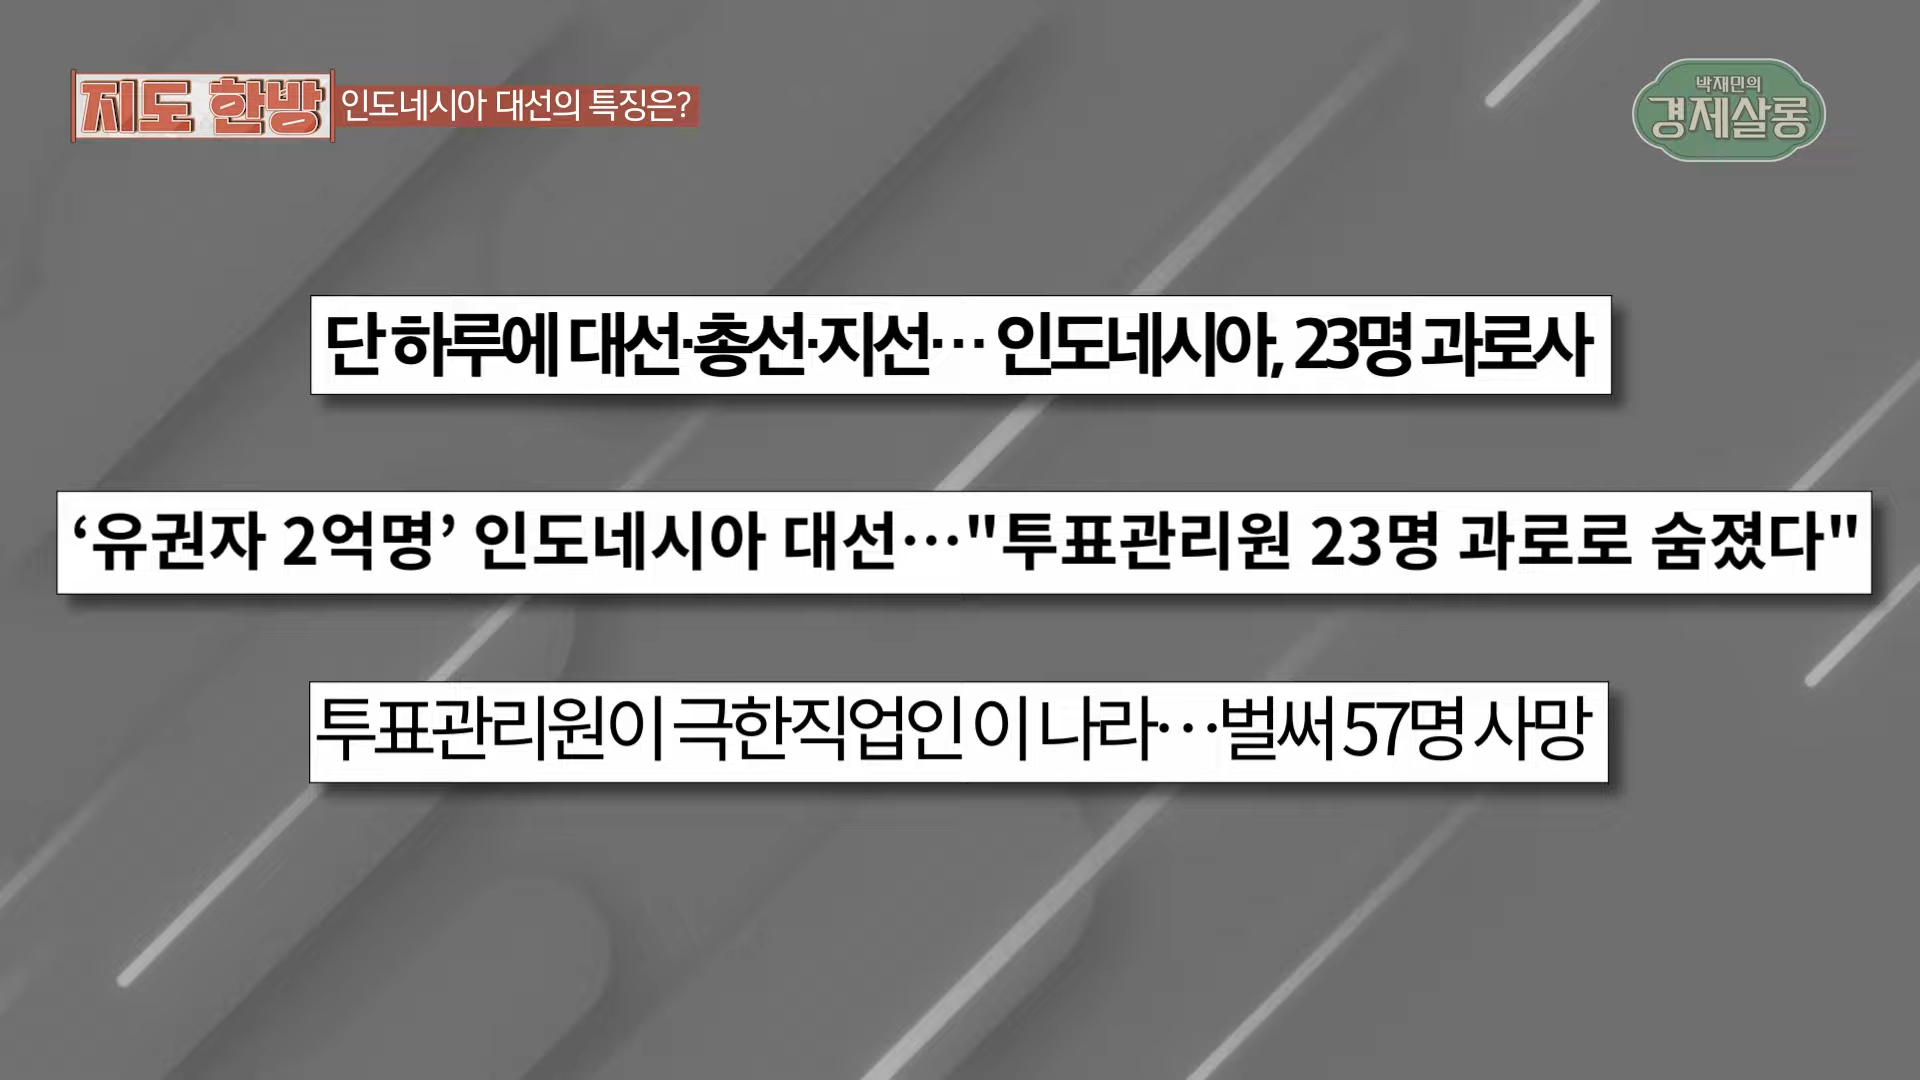 지도 한방 인도네시아 대선의 특징은?
박재민의
경제살롱
단 하루에 대선·총선·지선… 인도네시아, 23명 과로사
‘유권자 2억명’ 인도네시아 대선…"투표관리원 23명 과로로 숨졌다"
투표관리원이 극한직업인 이 나라…벌써 57명 사망